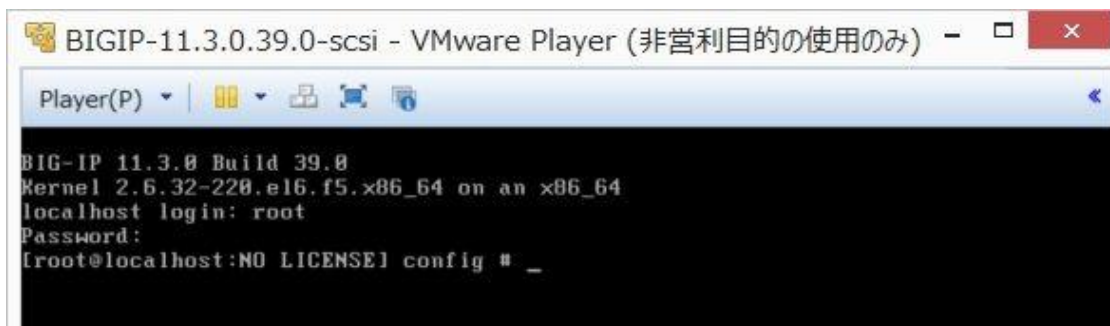 BIGIP-11.3.0.39.0-scsi - VMware Player (非営利目的の使用のみ)
Player(P)
BIG-IP 11.3.0 Build 39.0
Kernel 2.6.32-220.el6.f5.x86_64 on an x86_64
localhost login: root
Password:
[root@localhost:NO LICENSE] config # _